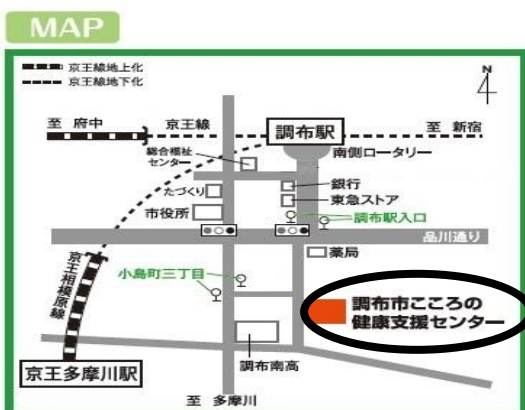 MAP
京王線地上化
京王線地下化
N
4
至 府中
京王線
調布駅
至 新宿
総合福祉
センター
南側ロータリー
たづくり
銀行
東急ストア
市役所
調布駅入口
品川通り
薬局
小島町三丁目
京王相模原線
調布市こころの
健康支援センター
京王多摩川駅
調布南高
至 多摩川